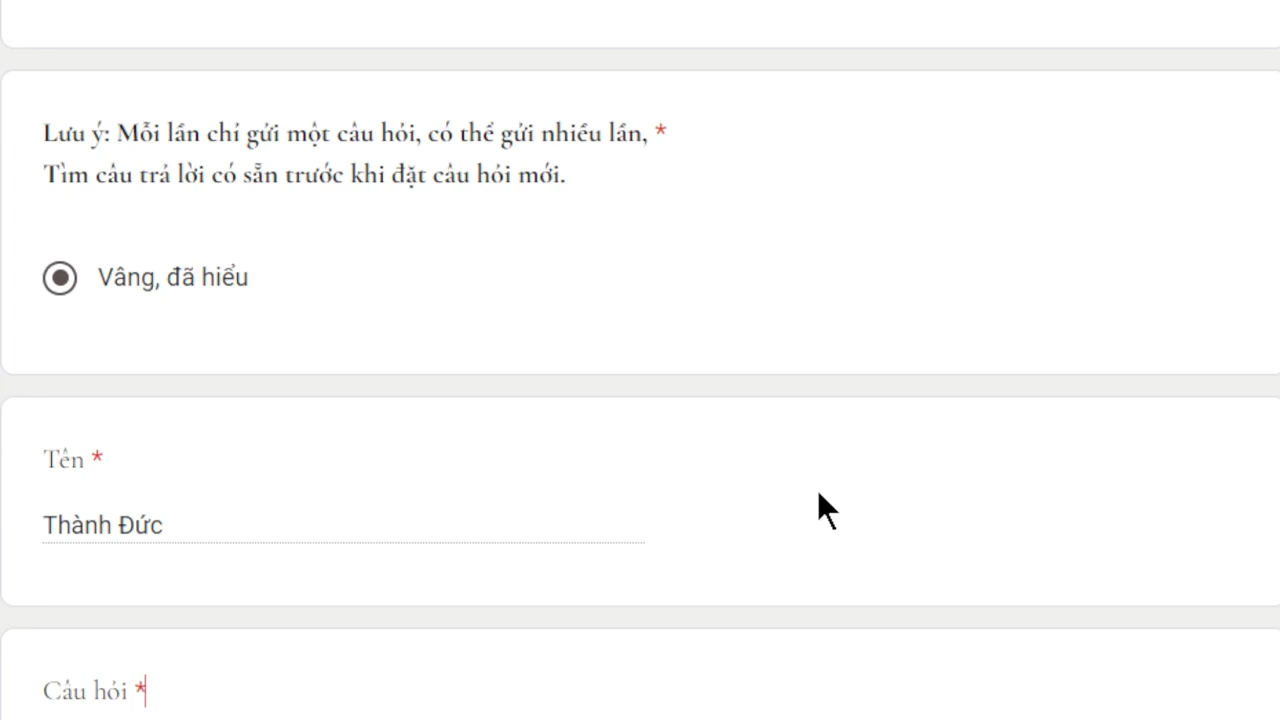 Lưu ý: Mỗi lần chỉ gửi một câu hỏi, có thể gửi nhiều lần, *
Tìm câu trả lời có sẵn trước khi đặt câu hỏi mới.
Vâng, đã hiểu
Tên *
Thành Đức
Câu hỏi *